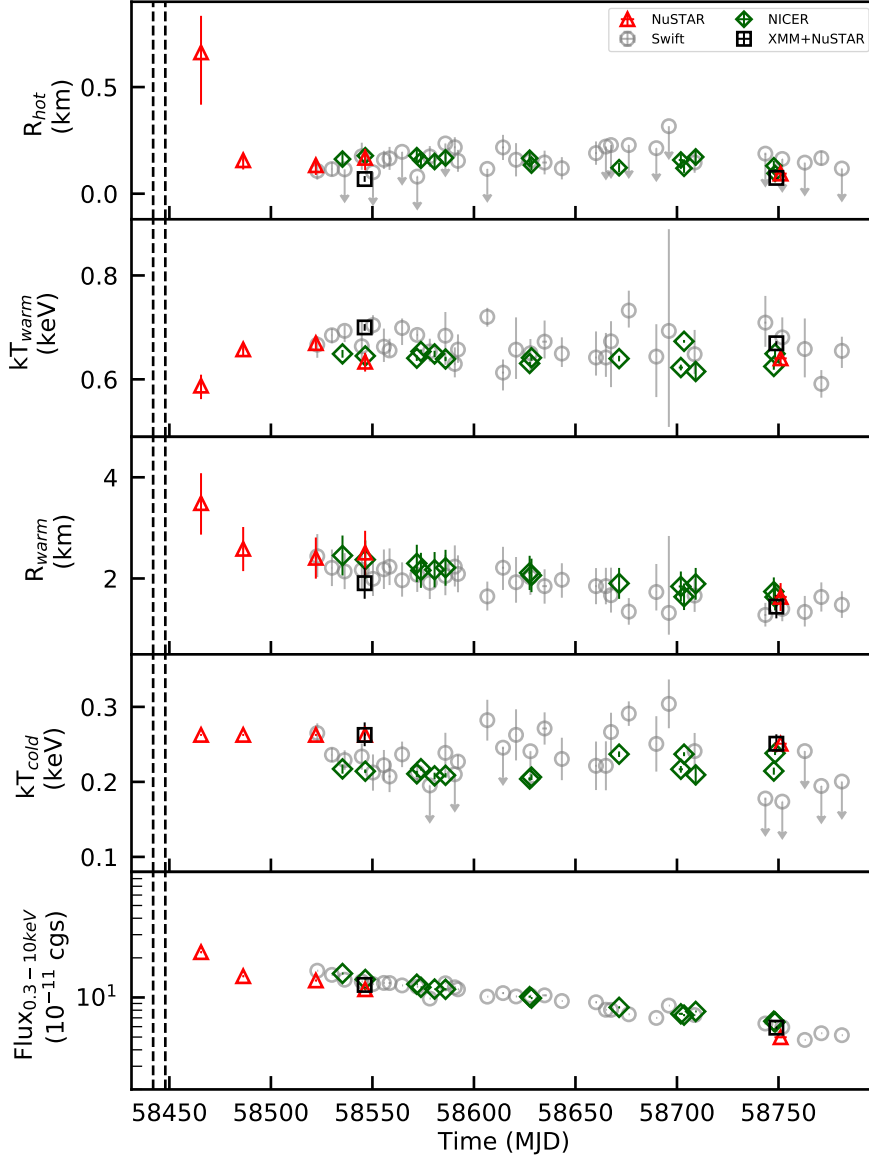 NuSTAR NICER
Swift XMM+NuSTAR
R_hot
(km)
0.5
0.0
kT_warm
(keV)
0.8
0.6
R_warm
(km)
4
2
kT_cold
(keV)
0.3
0.2
0.1
Flux_0.3−10keV
(10^−11 cgs)
10^1
58450 58500 58550 58600 58650 58700 58750
Time (MJD)